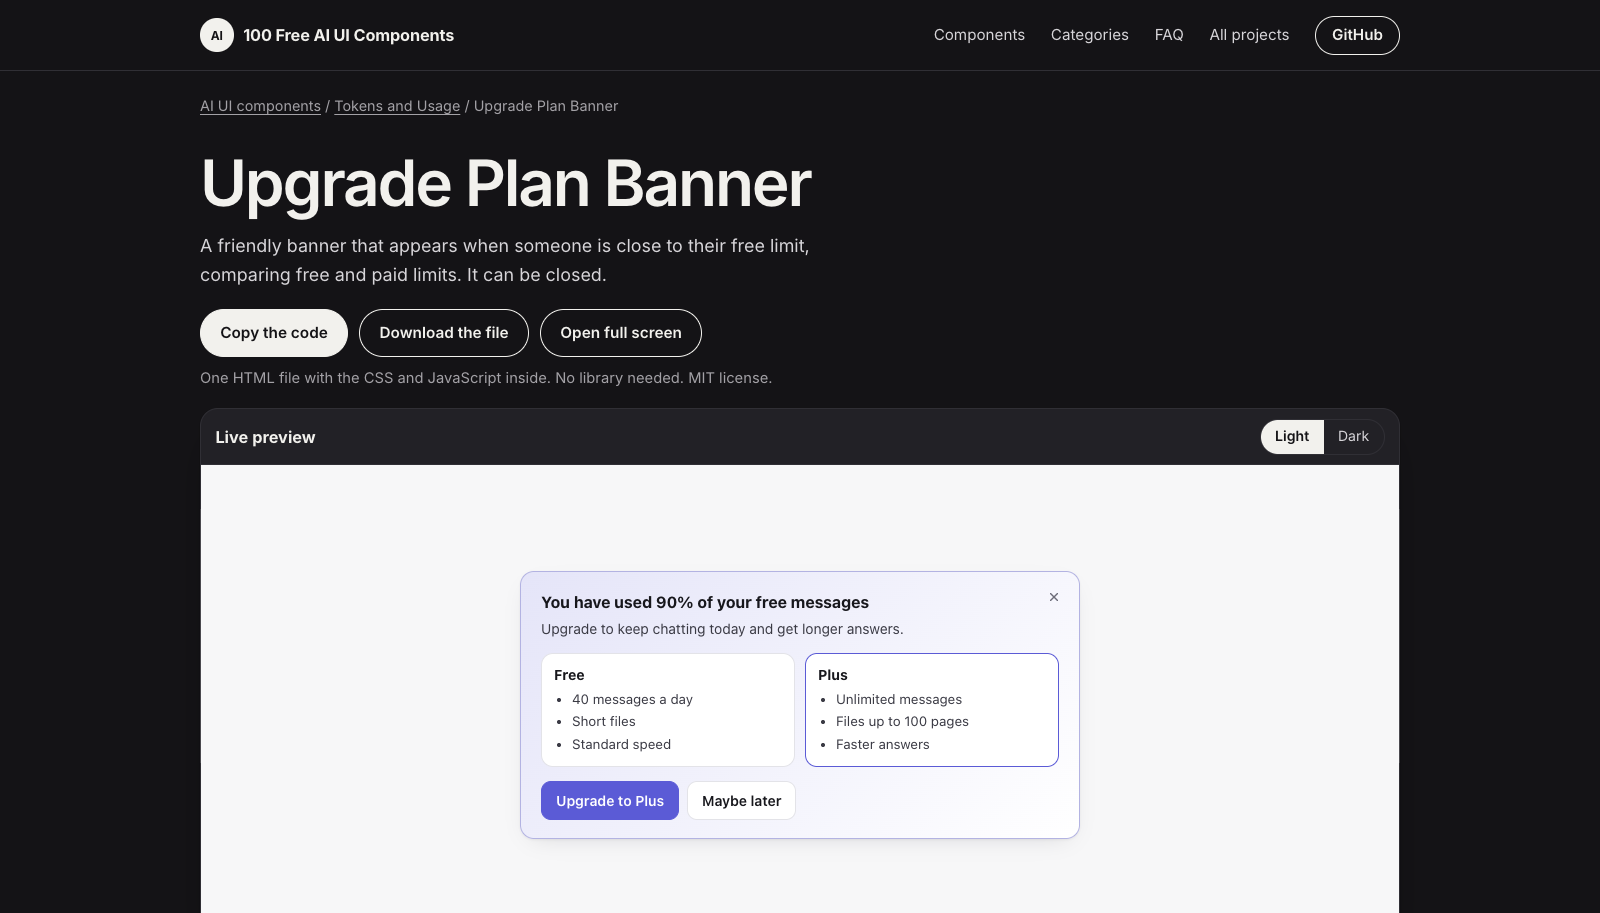 AI
100 Free AI UI Components
Components
Categories
FAQ
All projects
GitHub
AI UI components / Tokens and Usage / Upgrade Plan Banner
Upgrade Plan Banner
A friendly banner that appears when someone is close to their free limit,
comparing free and paid limits. It can be closed.
Copy the code
Download the file
Open full screen
One HTML file with the CSS and JavaScript inside. No library needed. MIT license.
Live preview
Light
Dark
You have used 90% of your free messages
×
Upgrade to keep chatting today and get longer answers.
Free
• 40 messages a day
• Short files
• Standard speed
Plus
• Unlimited messages
• Files up to 100 pages
• Faster answers
Upgrade to Plus
Maybe later